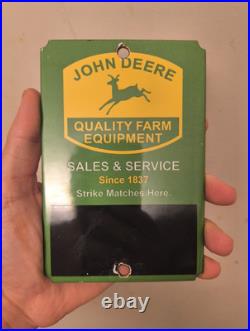 JOHN DEERE
QUALITY FARM
EQUIPMENT
SALES & SERVICE
Since 1837
Strike Matches Here.